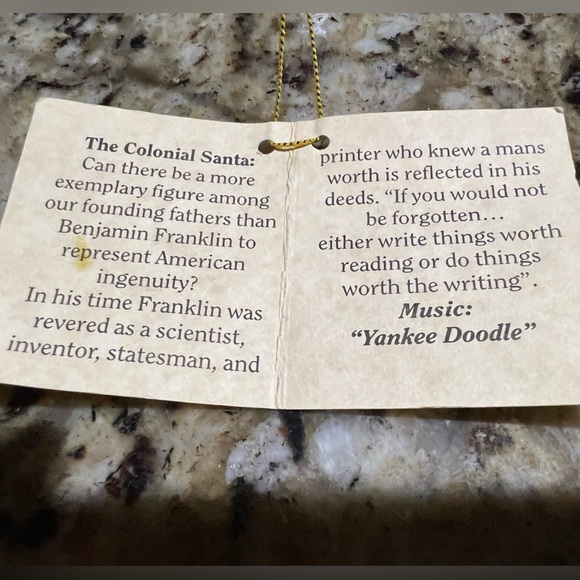 The Colonial Santa:
Can there be a more
exemplary figure among
our founding fathers than
Benjamin Franklin to
represent American
ingenuity?
In his time Franklin was
revered as a scientist,
inventor, statesman, and
printer who knew a mans
worth is reflected in his
deeds. “If you would not
be forgotten...
either write things worth
reading or do things
worth the writing”.
Music:
“Yankee Doodle”